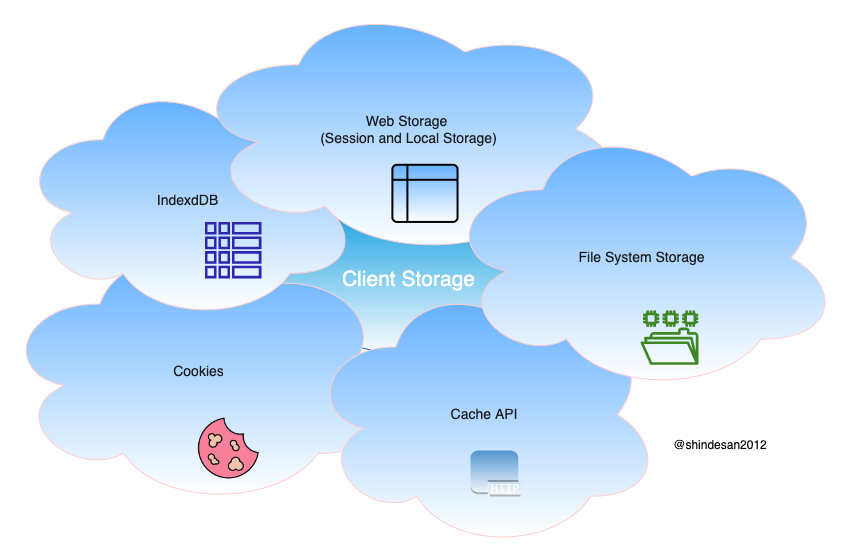 Web Storage
(Session and Local Storage)
IndexdDB
File System Storage
Client Storage
Cookies
Cache API
HTTP
@shindesan2012